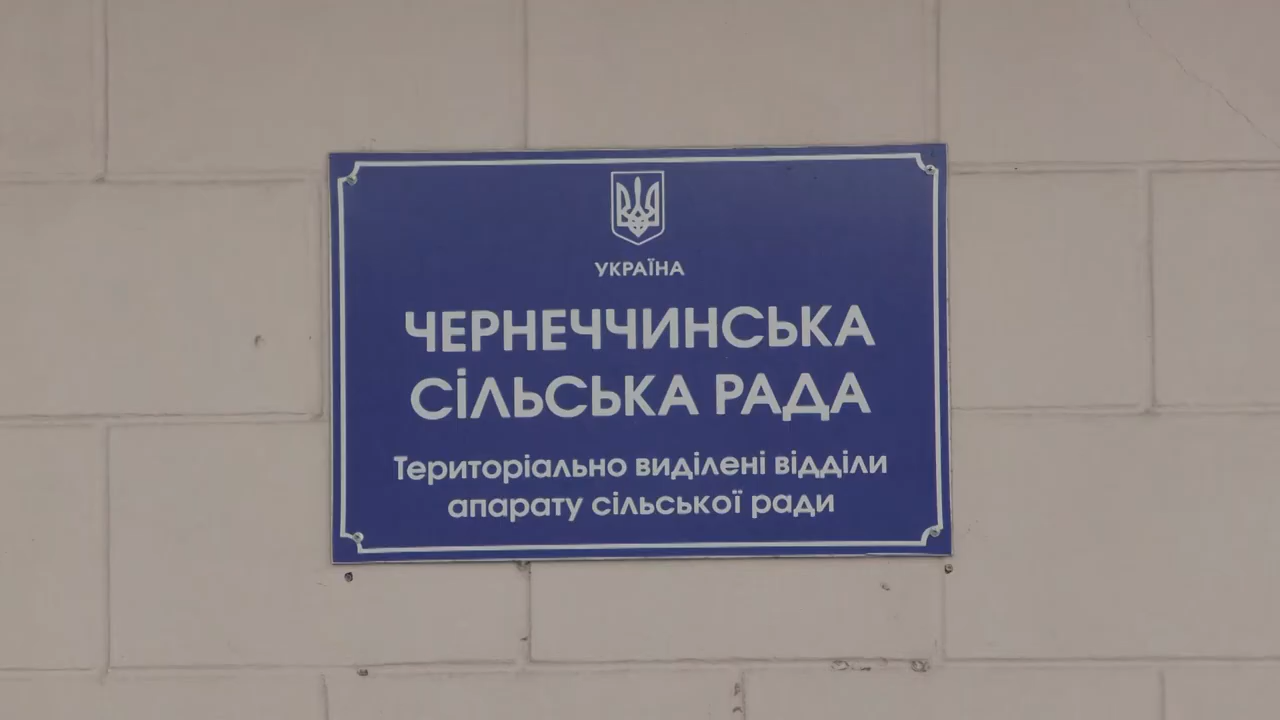 УКРАЇНА
ЧЕРНЕЧЧИНСЬКА
СІЛЬСЬКА РАДА
Територіально виділені відділи
апарату сільської ради